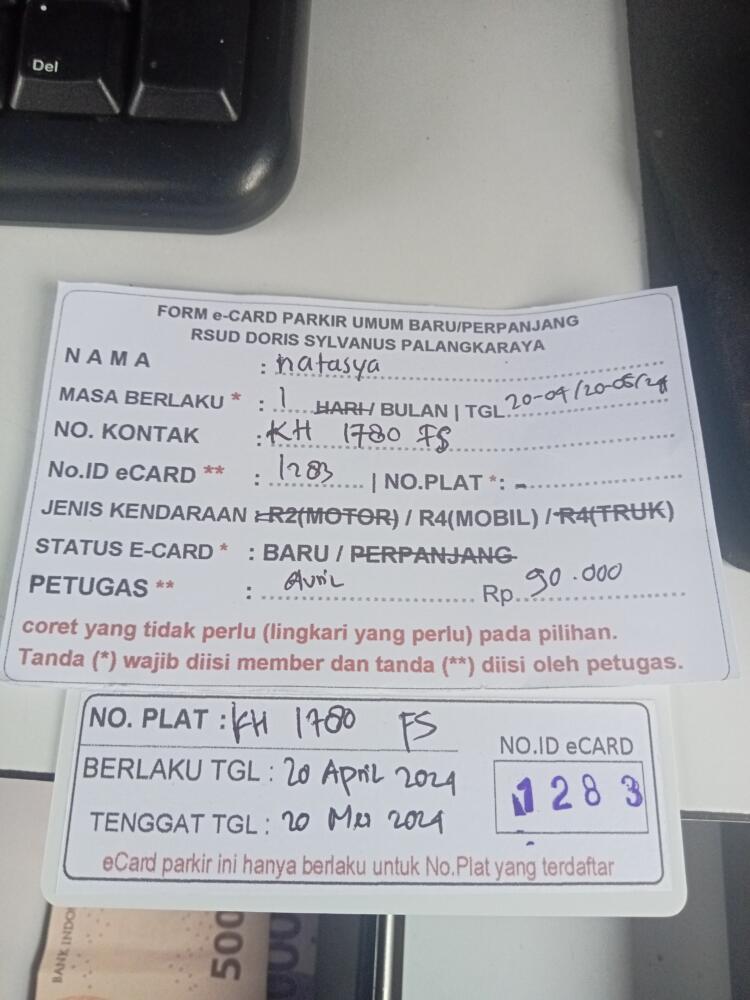 Del
FORM e-CARD PARKIR UMUM BARU/PERPANJANG
RSUD DORIS SYLVANUS PALANGKARAYA
NAMA : natasya
MASA BERLAKU * : 1 HARI / BULAN | TGL 20-04/20-05/24
NO. KONTAK : KH 1780 FS
No.ID eCARD ** : 1283 | NO.PLAT *: -
JENIS KENDARAAN : R2(MOTOR) / R4(MOBIL) / R4(TRUK)
STATUS E-CARD * : BARU / PERPANJANG
PETUGAS ** : Avril Rp 90.000
coret yang tidak perlu (lingkari yang perlu) pada pilihan.
Tanda (*) wajib diisi member dan tanda (**) diisi oleh petugas.
NO. PLAT : KH 1780 FS
NO.ID eCARD
BERLAKU TGL : 20 April 2024
1283
TENGGAT TGL : 20 Mei 2024
eCard parkir ini hanya berlaku untuk No.Plat yang terdaftar
BANK INDO
500
000